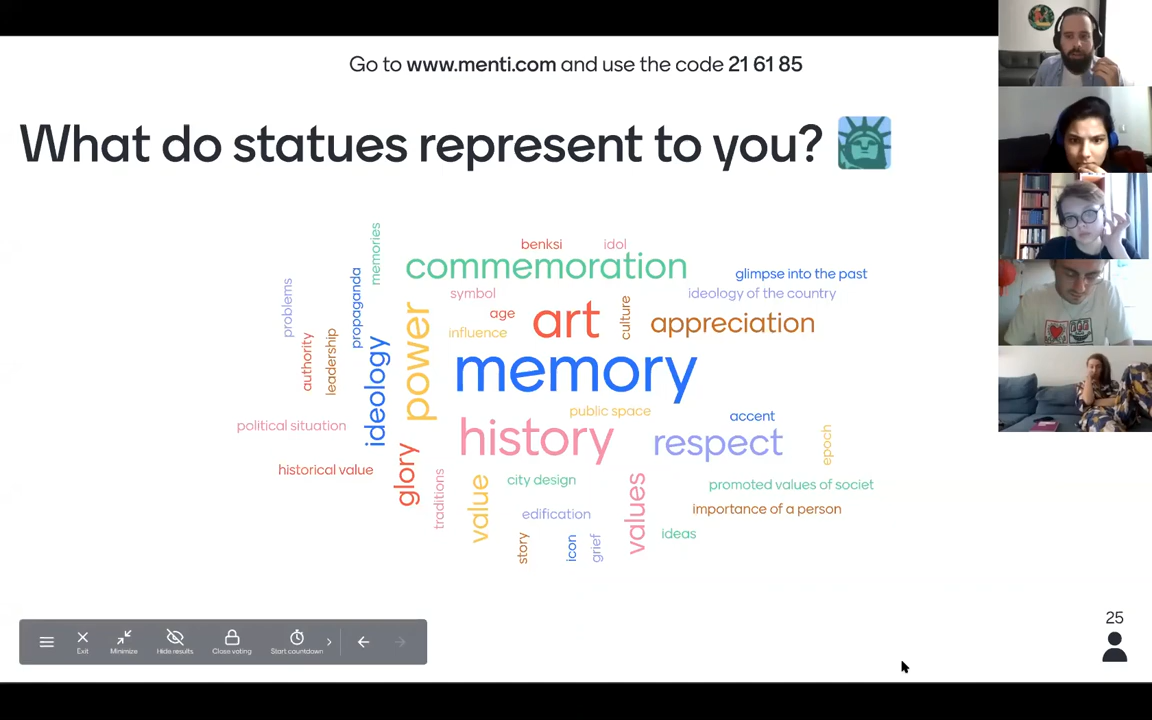 Go to www.menti.com and use the code 21 61 85
What do statues represent to you?
benksi
idol
memories
commemoration
glimpse into the past
problems
propaganda
symbol
ideology of the country
age
art
culture
appreciation
influence
power
authority
leadership
ideology
memory
public space
accent
political situation
history
respect
epoch
historical value
glory
traditions
value
city design
values
promoted values of societ
edification
importance of a person
story
icon
grief
ideas
25
Exit
Minimize
Hide results
Close voting
Start countdown